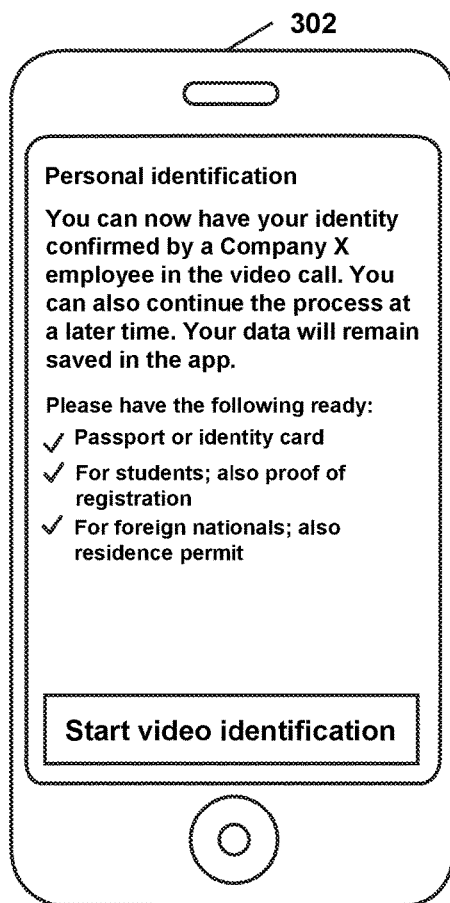 302
Personal identification
You can now have your identity
confirmed by a Company X
employee in the video call. You
can also continue the process at
a later time. Your data will remain
saved in the app.
Please have the following ready:
Passport or identity card
For students; also proof of
registration
For foreign nationals; also
residence permit
Start video identification